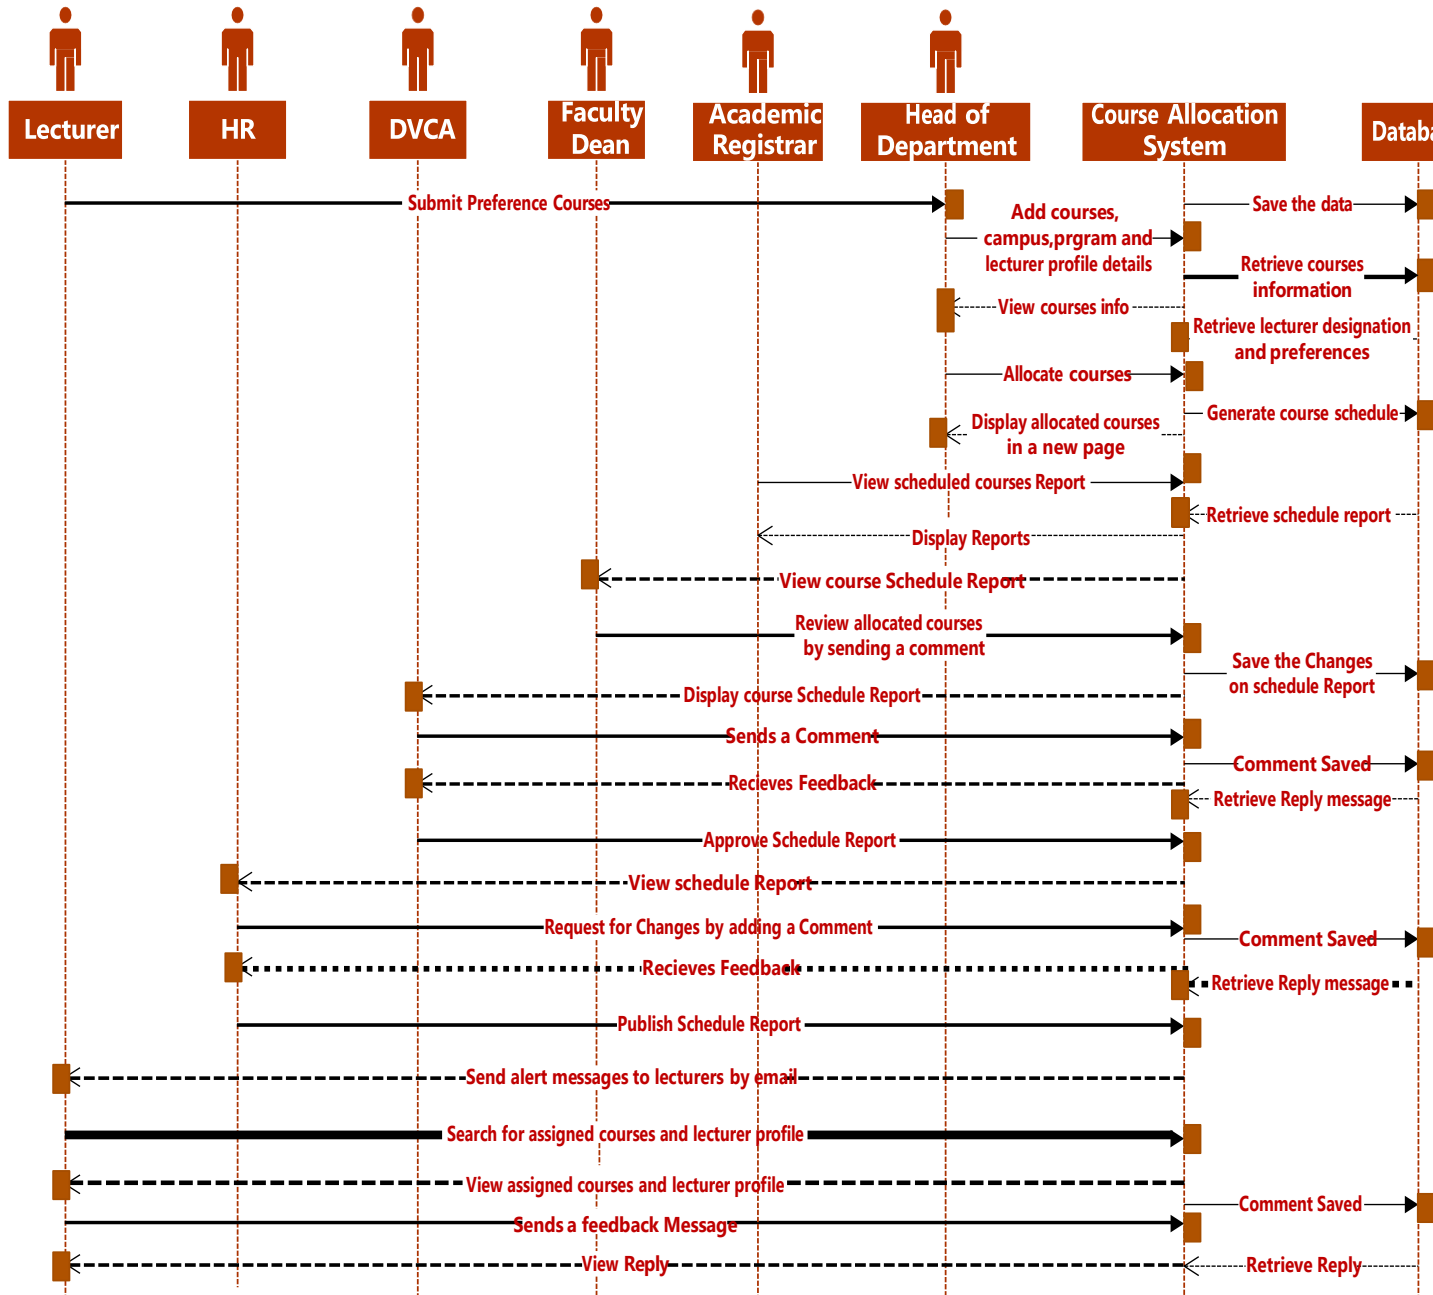 Lecturer
HR
DVCA
Faculty
Dean
Academic
Registrar
Head of
Department
Course Allocation
System
Databa
Submit Preference Courses
Save the data
Add courses,
campus,prgram and
lecturer profile details
Retrieve courses
information
View courses info
Retrieve lecturer designation
and preferences
Allocate courses
Generate course schedule
Display allocated courses
in a new page
View scheduled courses Report
Retrieve schedule report
Display Reports
View course Schedule Report
Review allocated courses
by sending a comment
Save the Changes
on schedule Report
Display course Schedule Report
Sends a Comment
Comment Saved
Recieves Feedback
Retrieve Reply message
Approve Schedule Report
View schedule Report
Request for Changes by adding a Comment
Comment Saved
Recieves Feedback
Retrieve Reply message
Publish Schedule Report
Send alert messages to lecturers by email
Search for assigned courses and lecturer profile
View assigned courses and lecturer profile
Comment Saved
Sends a feedback Message
View Reply
Retrieve Reply